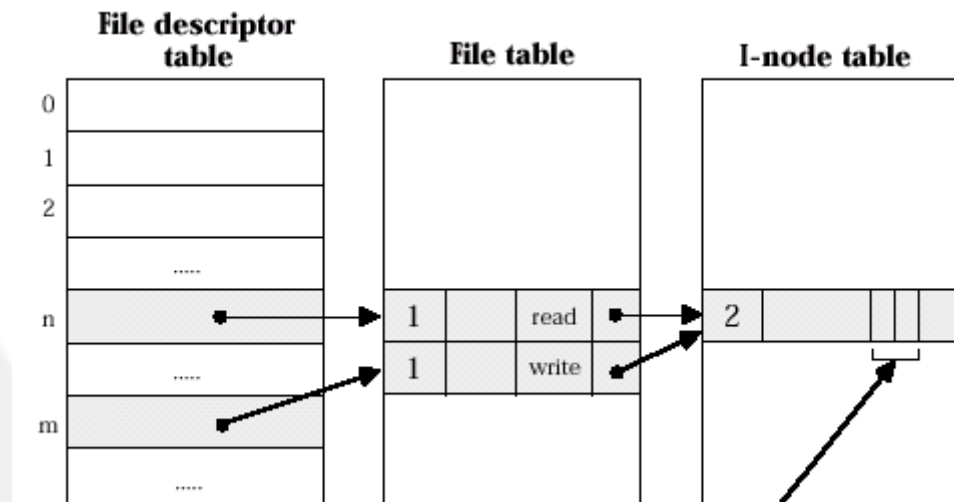 File descriptor
table
File table
I-node table
0
1
2
.....
n
1
read
2
.....
1
write
m
.....